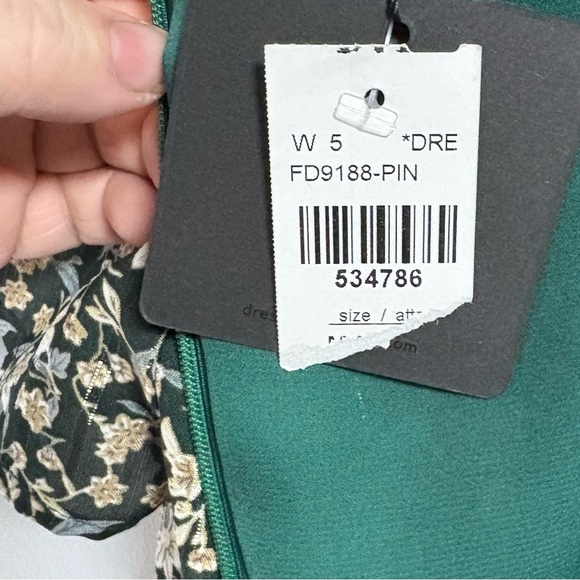 W 5 *DRE
FD9188-PIN
534786
size / att